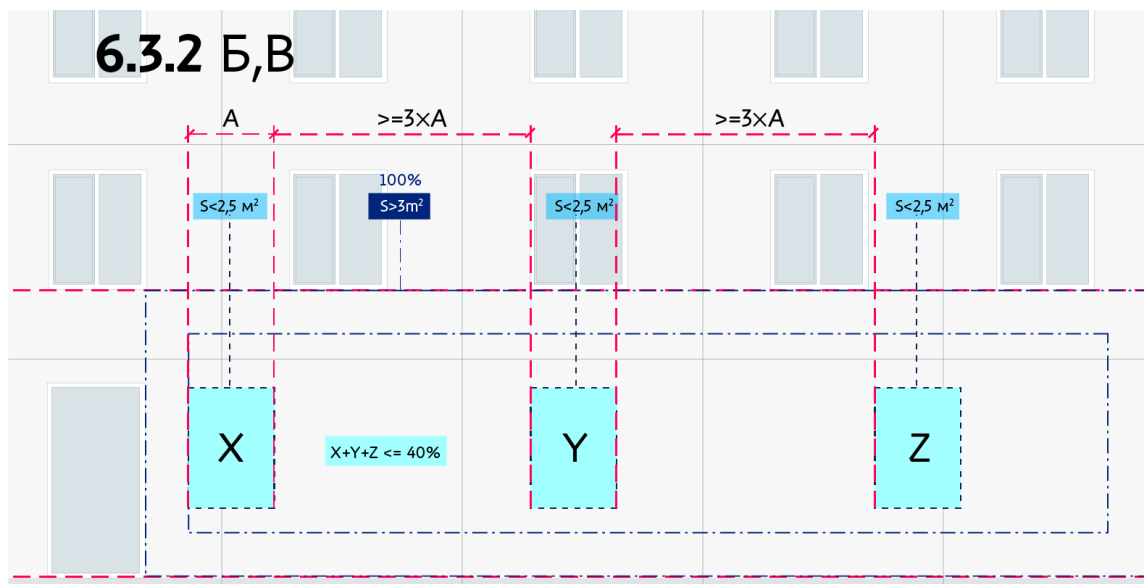 6.3.2 Б,В
A
>=3×A
>=3×A
100%
S<2,5 м²
S>3m²
S<2,5 м²
S<2,5 м²
X
Y
Z
X+Y+Z <= 40%